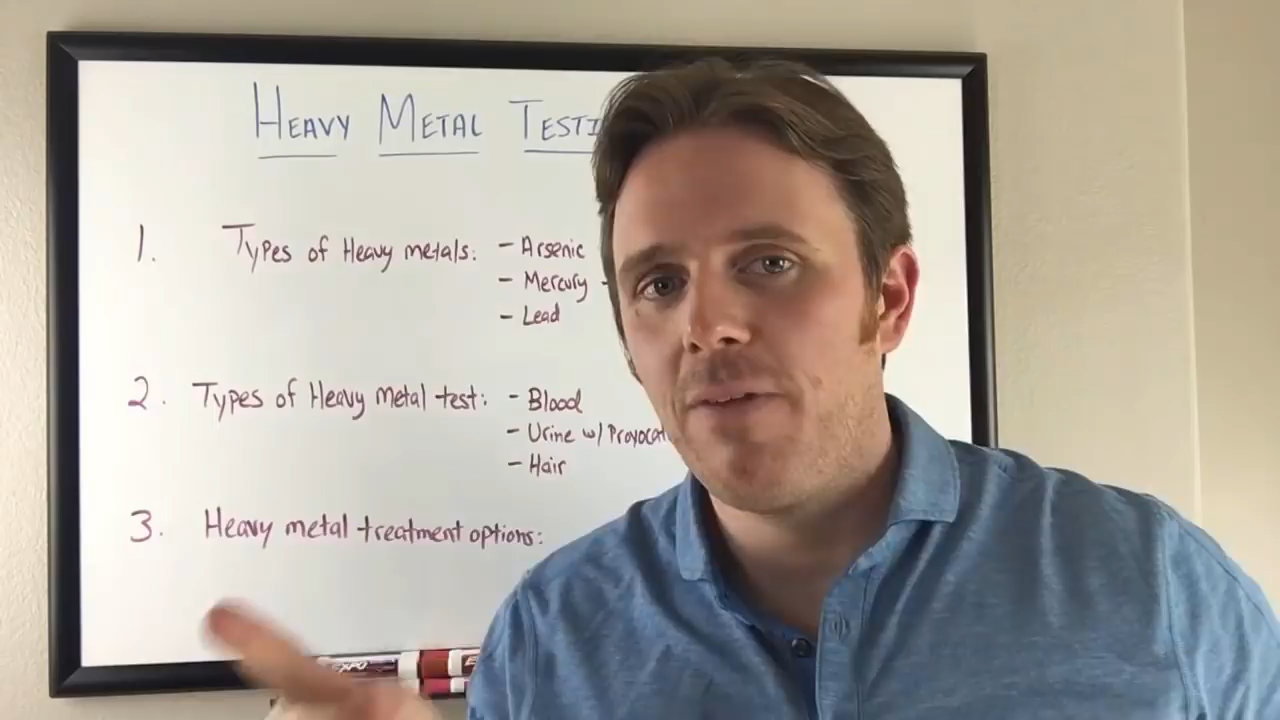 HEAVY METAL TESTI
1. Types of Heavy metals: - Arsenic
- Mercury -
- Lead
2. Types of Heavy Metal test: - Blood
- Urine w/ Provocat
- Hair
3. Heavy metal treatment options:
EXPO